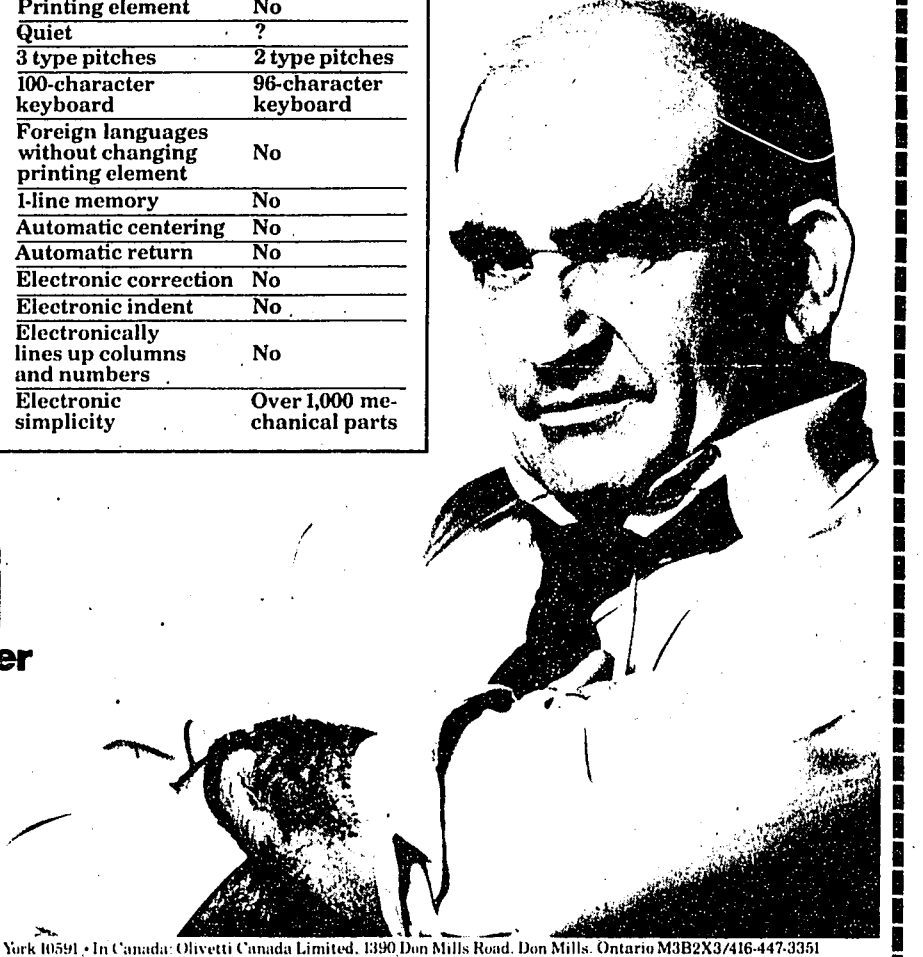 Printing element No
Quiet ?
3 type pitches 2 type pitches
100-character 96-character
keyboard keyboard
Foreign languages
without changing No
printing element
1-line memory No
Automatic centering No
Automatic return No
Electronic correction No
Electronic indent No
Electronically
lines up columns No
and numbers
Electronic Over 1,000 me-
simplicity chanical parts
er
York 10591 • In Canada: Olivetti Canada Limited, 1390 Don Mills Road, Don Mills, Ontario M3B2X3/416-447-3351